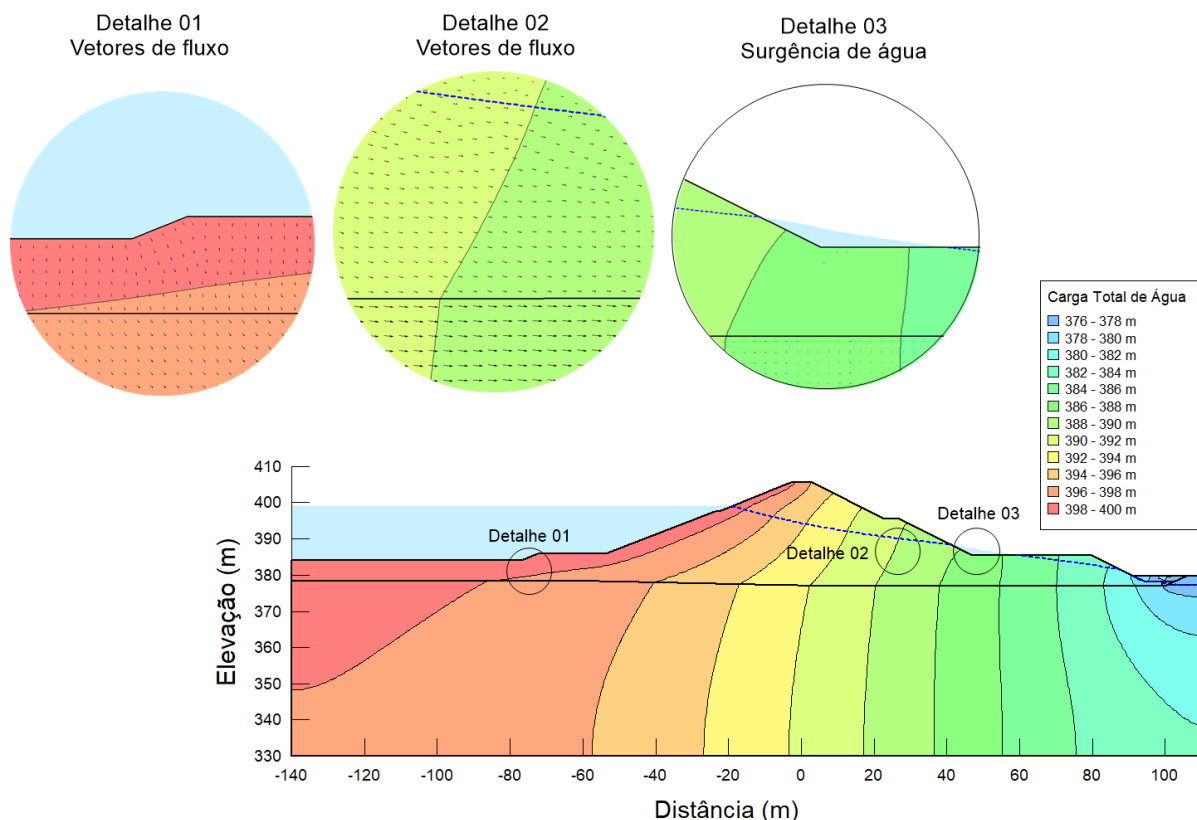 Detalhe 01
Vetores de fluxo
Detalhe 02
Vetores de fluxo
Detalhe 03
Surgência de água
Carga Total de Água
376 - 378 m
378 - 380 m
380 - 382 m
382 - 384 m
384 - 386 m
386 - 388 m
388 - 390 m
390 - 392 m
392 - 394 m
394 - 396 m
396 - 398 m
398 - 400 m
Elevação (m)
410
400
390
380
370
360
350
340
330
Detalhe 01
Detalhe 02
Detalhe 03
-140
-120
-100
-80
-60
-40
-20
0
20
40
60
80
100
Distância (m)